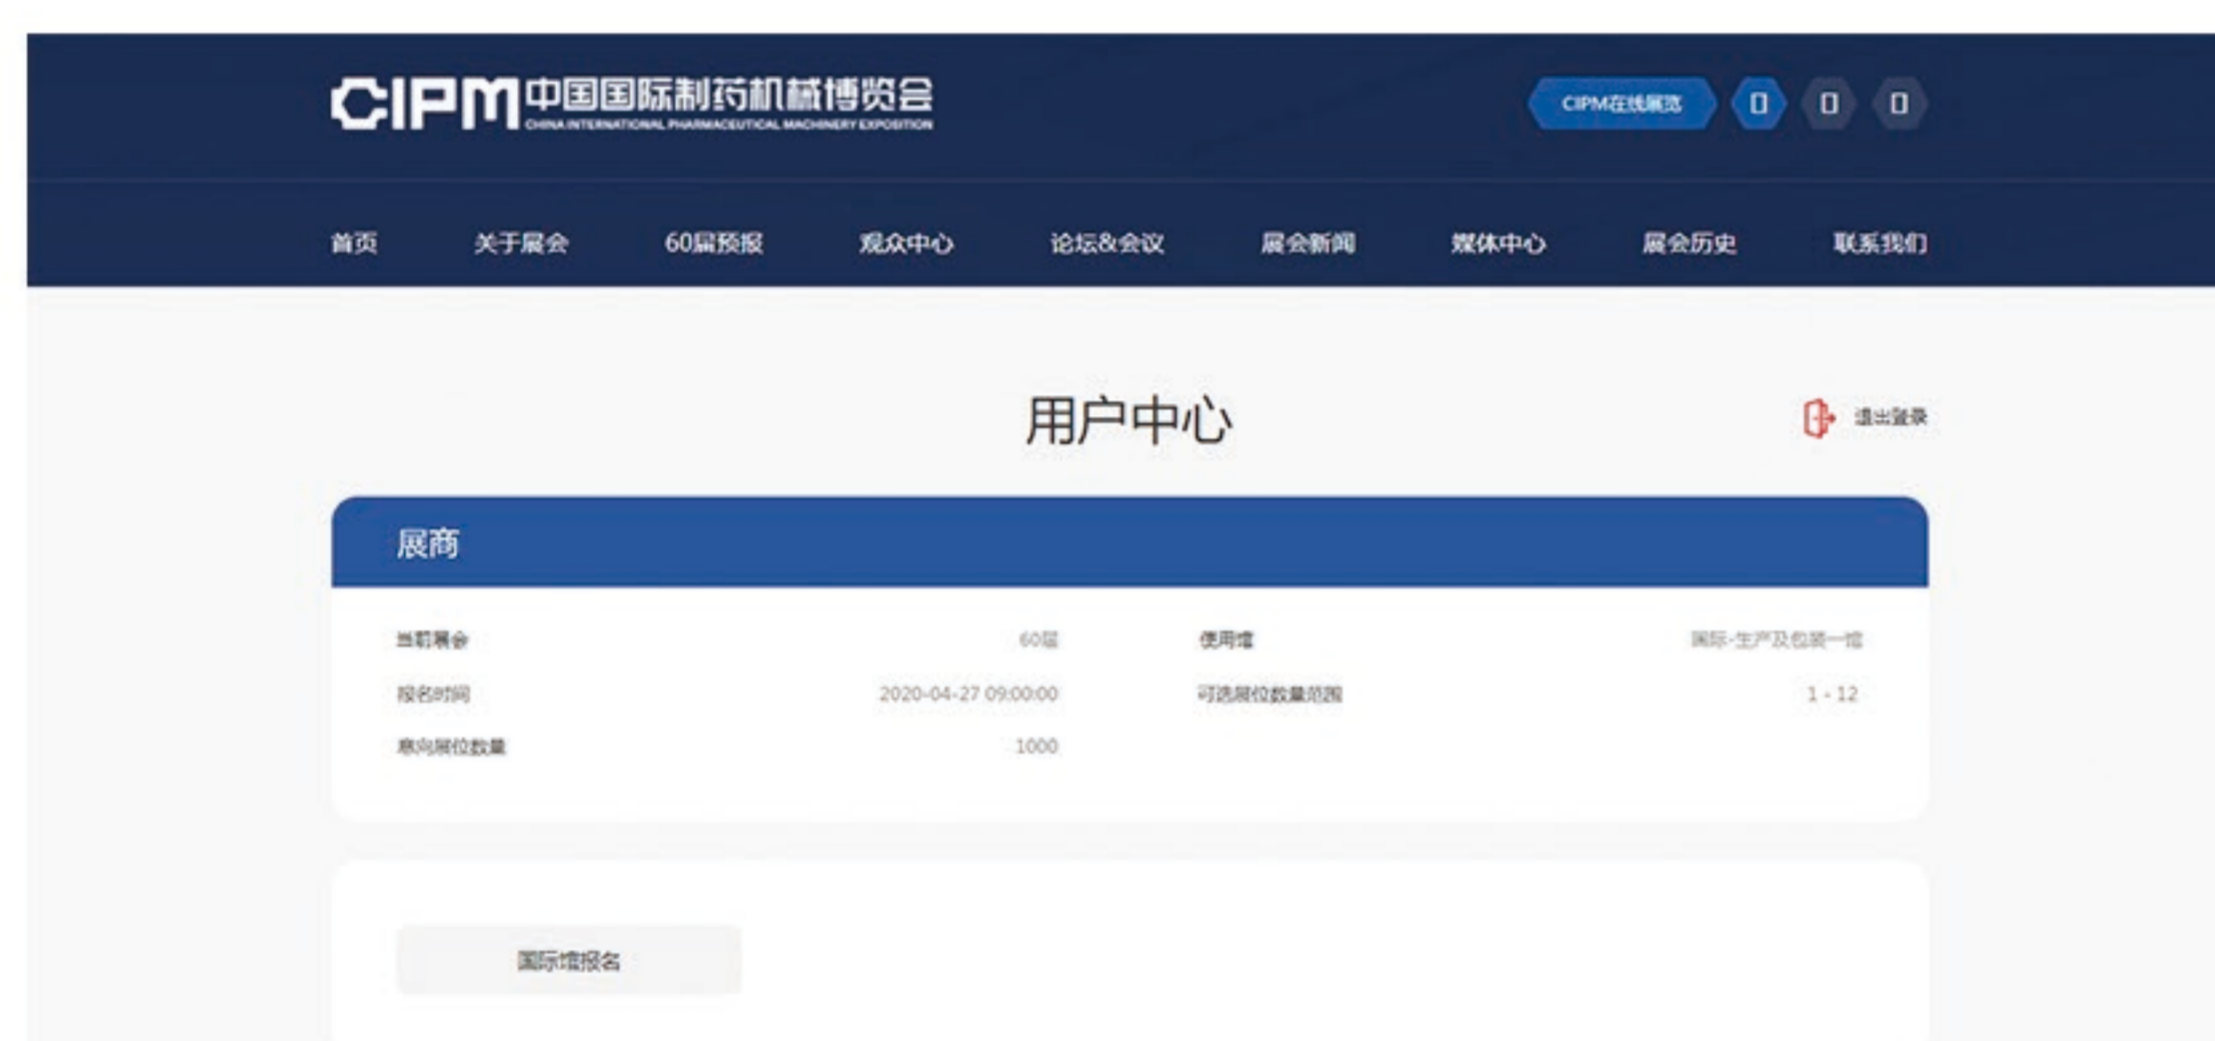 CIPM 中国国际制药机械博览会
CHINA INTERNATIONAL PHARMACEUTICAL MACHINERY EXPOSITION
CIPM在线展览
首页 关于展会 60届预报 观众中心 论坛&会议 展会新闻 媒体中心 展会历史 联系我们
用户中心
退出登录
展商
当前展会 60届 使用馆 国际-生产及包装一馆
报名时间 2020-04-27 09:00:00 可选展位数量范围 1 - 12
意向展位数量 1000
国际馆报名